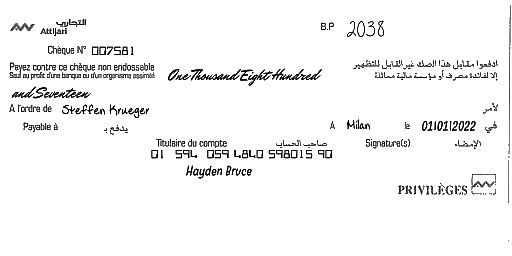 التجاري
Attijari
B.P 2038
Chèque N° 007581
Payez contre ce chèque non endossable
Sauf au profit d'une banque ou d'un organisme assimilé
One Thousand Eight Hundred
ادفعوا مقابل هذا الصك غير القابل للتظهير
إلا لفائدة مصرف أو مؤسسة مالية مماثلة
and Seventeen
A l'ordre de Steffen Krueger
لأمر
Payable à يدفع بـ
A Milan le 01/01/2022 في
Titulaire du compte صاحب الحساب
Signature(s) الإمضاء
01 594 059 4840 598015 90
Hayden Bruce
PRIVILÈGES